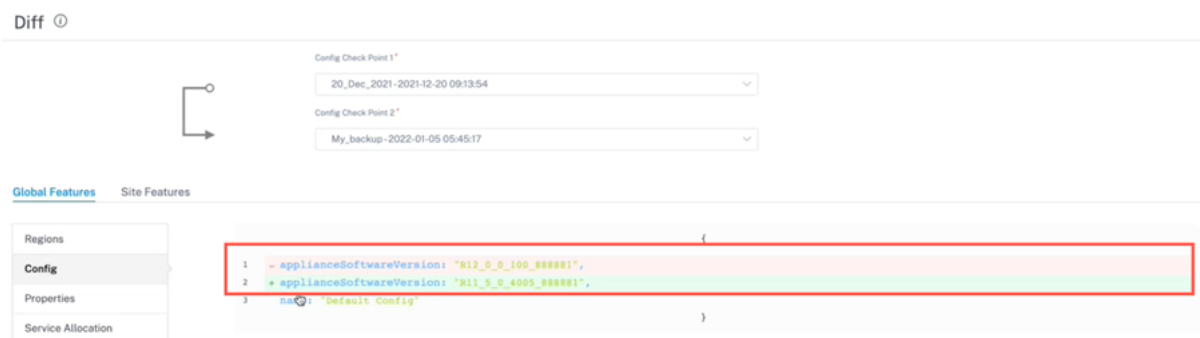 Diff
Config Check Point 1*
20_Dec_2021-2021-12-20 09:13:54
Config Check Point 2*
My_backup-2022-01-05 05:45:17
Global Features Site Features
Regions
Config
Properties
Service Allocation
{
1 - applianceSoftwareVersion: "R12_0_0_100_888881",
2 + applianceSoftwareVersion: "R11_5_0_4005_888881",
3 "Default Config"
}